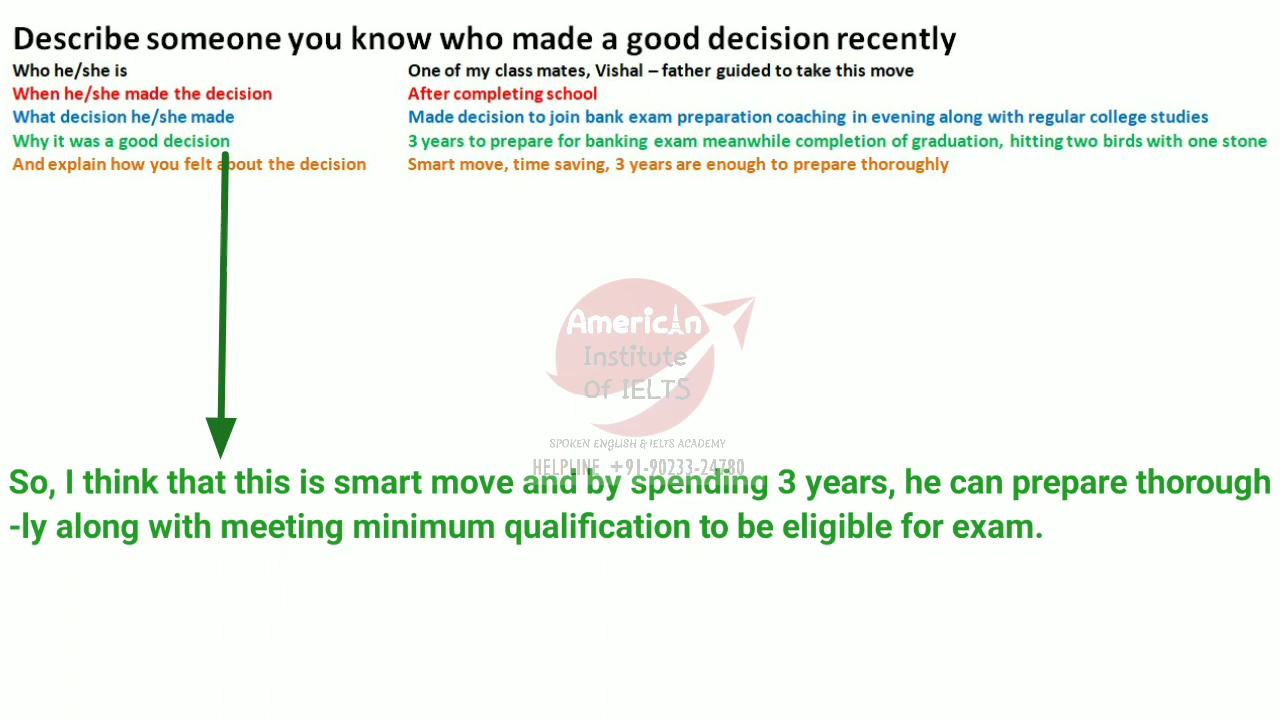 Describe someone you know who made a good decision recently
Who he/she is One of my class mates, Vishal – father guided to take this move
When he/she made the decision After completing school
What decision he/she made Made decision to join bank exam preparation coaching in evening along with regular college studies
Why it was a good decision 3 years to prepare for banking exam meanwhile completion of graduation, hitting two birds with one stone
And explain how you felt about the decision Smart move, time saving, 3 years are enough to prepare thoroughly
American
Institute
Of IELTS
SPOKEN ENGLISH & IELTS ACADEMY
HELPLINE +91-90233-24780
So, I think that this is smart move and by spending 3 years, he can prepare thorough
-ly along with meeting minimum qualification to be eligible for exam.